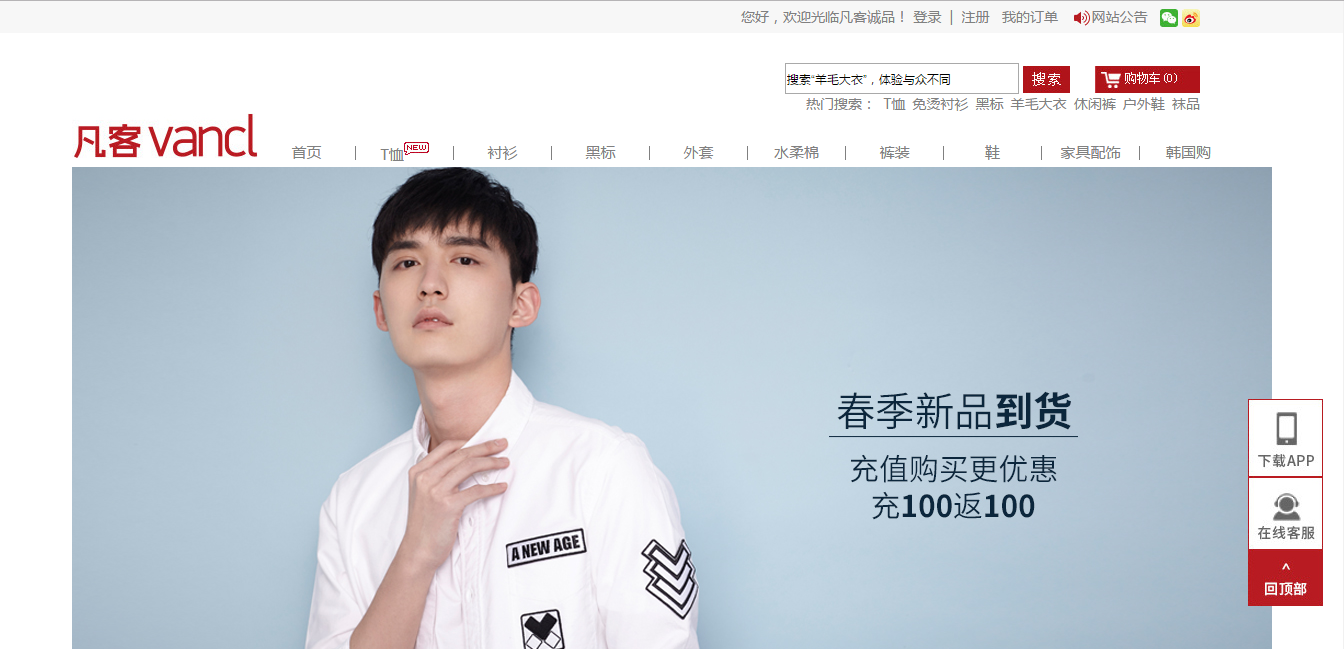 您好，欢迎光临凡客诚品！ 登录 | 注册 我的订单 网站公告
搜索“羊毛大衣”，体验与众不同 搜索 购物车(0)
热门搜索： T恤 免烫衬衫 黑标 羊毛大衣 休闲裤 户外鞋 袜品
凡客 vancl
首页 | T恤 NEW | 衬衫 | 黑标 | 外套 | 水柔棉 | 裤装 | 鞋 | 家具配饰 | 韩国购
春季新品到货
充值购买更优惠
充100返100
A NEW AGE
下载APP
在线客服
^
回顶部